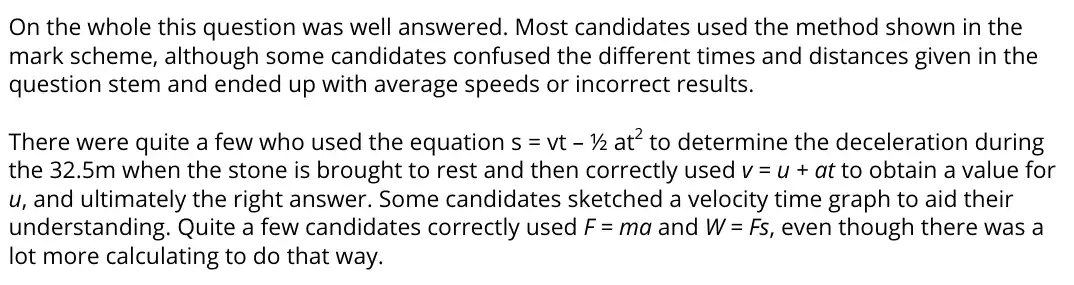 On the whole this question was well answered. Most candidates used the method shown in the
mark scheme, although some candidates confused the different times and distances given in the
question stem and ended up with average speeds or incorrect results.
There were quite a few who used the equation s = vt – ½ at² to determine the deceleration during
the 32.5m when the stone is brought to rest and then correctly used v = u + at to obtain a value for
u, and ultimately the right answer. Some candidates sketched a velocity time graph to aid their
understanding. Quite a few candidates correctly used F = ma and W = Fs, even though there was a
lot more calculating to do that way.